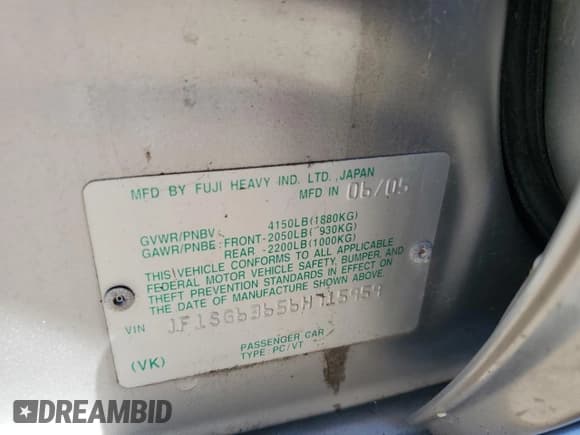 MFD BY FUJI HEAVY IND. LTD., JAPAN
MFD IN 06/05
GVWR/PNBV 4150LB(1880KG)
GAWR/PNBE: FRONT-2050LB( 930KG)
REAR -2200LB(1000KG)
THIS VEHICLE CONFORMS TO ALL APPLICABLE
FEDERAL MOTOR VEHICLE SAFETY, BUMPER, AND
THEFT PREVENTION STANDARDS IN EFFECT ON
THE DATE OF MANUFACTURE SHOWN ABOVE.
VIN JF1SG63656H715959
PASSENGER CAR
(VK) TYPE: PC/VT
DREAMBID